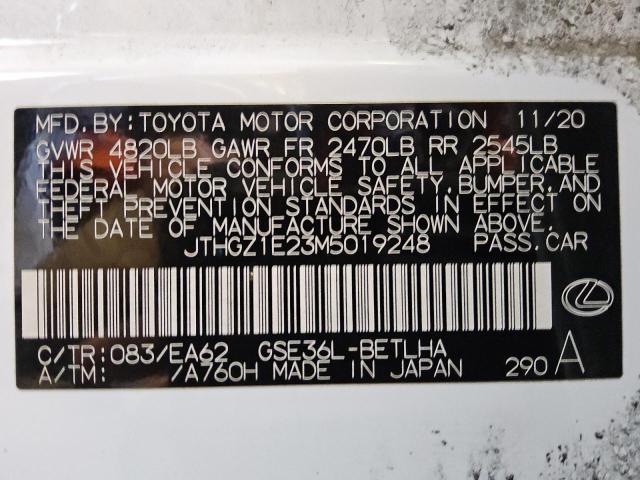 MFD. BY: TOYOTA MOTOR CORPORATION 11/20
GVWR 4820LB GAWR FR 2470LB RR 2545LB
THIS VEHICLE CONFORMS TO ALL APPLICABLE
FEDERAL MOTOR VEHICLE SAFETY, BUMPER, AND
THEFT PREVENTION STANDARDS IN EFFECT ON
THE DATE OF MANUFACTURE SHOWN ABOVE.
JTHGZ1E23M5019248 PASS.CAR
C/TR: 083/EA62 GSE36L-BETLHA
A/TM: /A760H MADE IN JAPAN 290 A